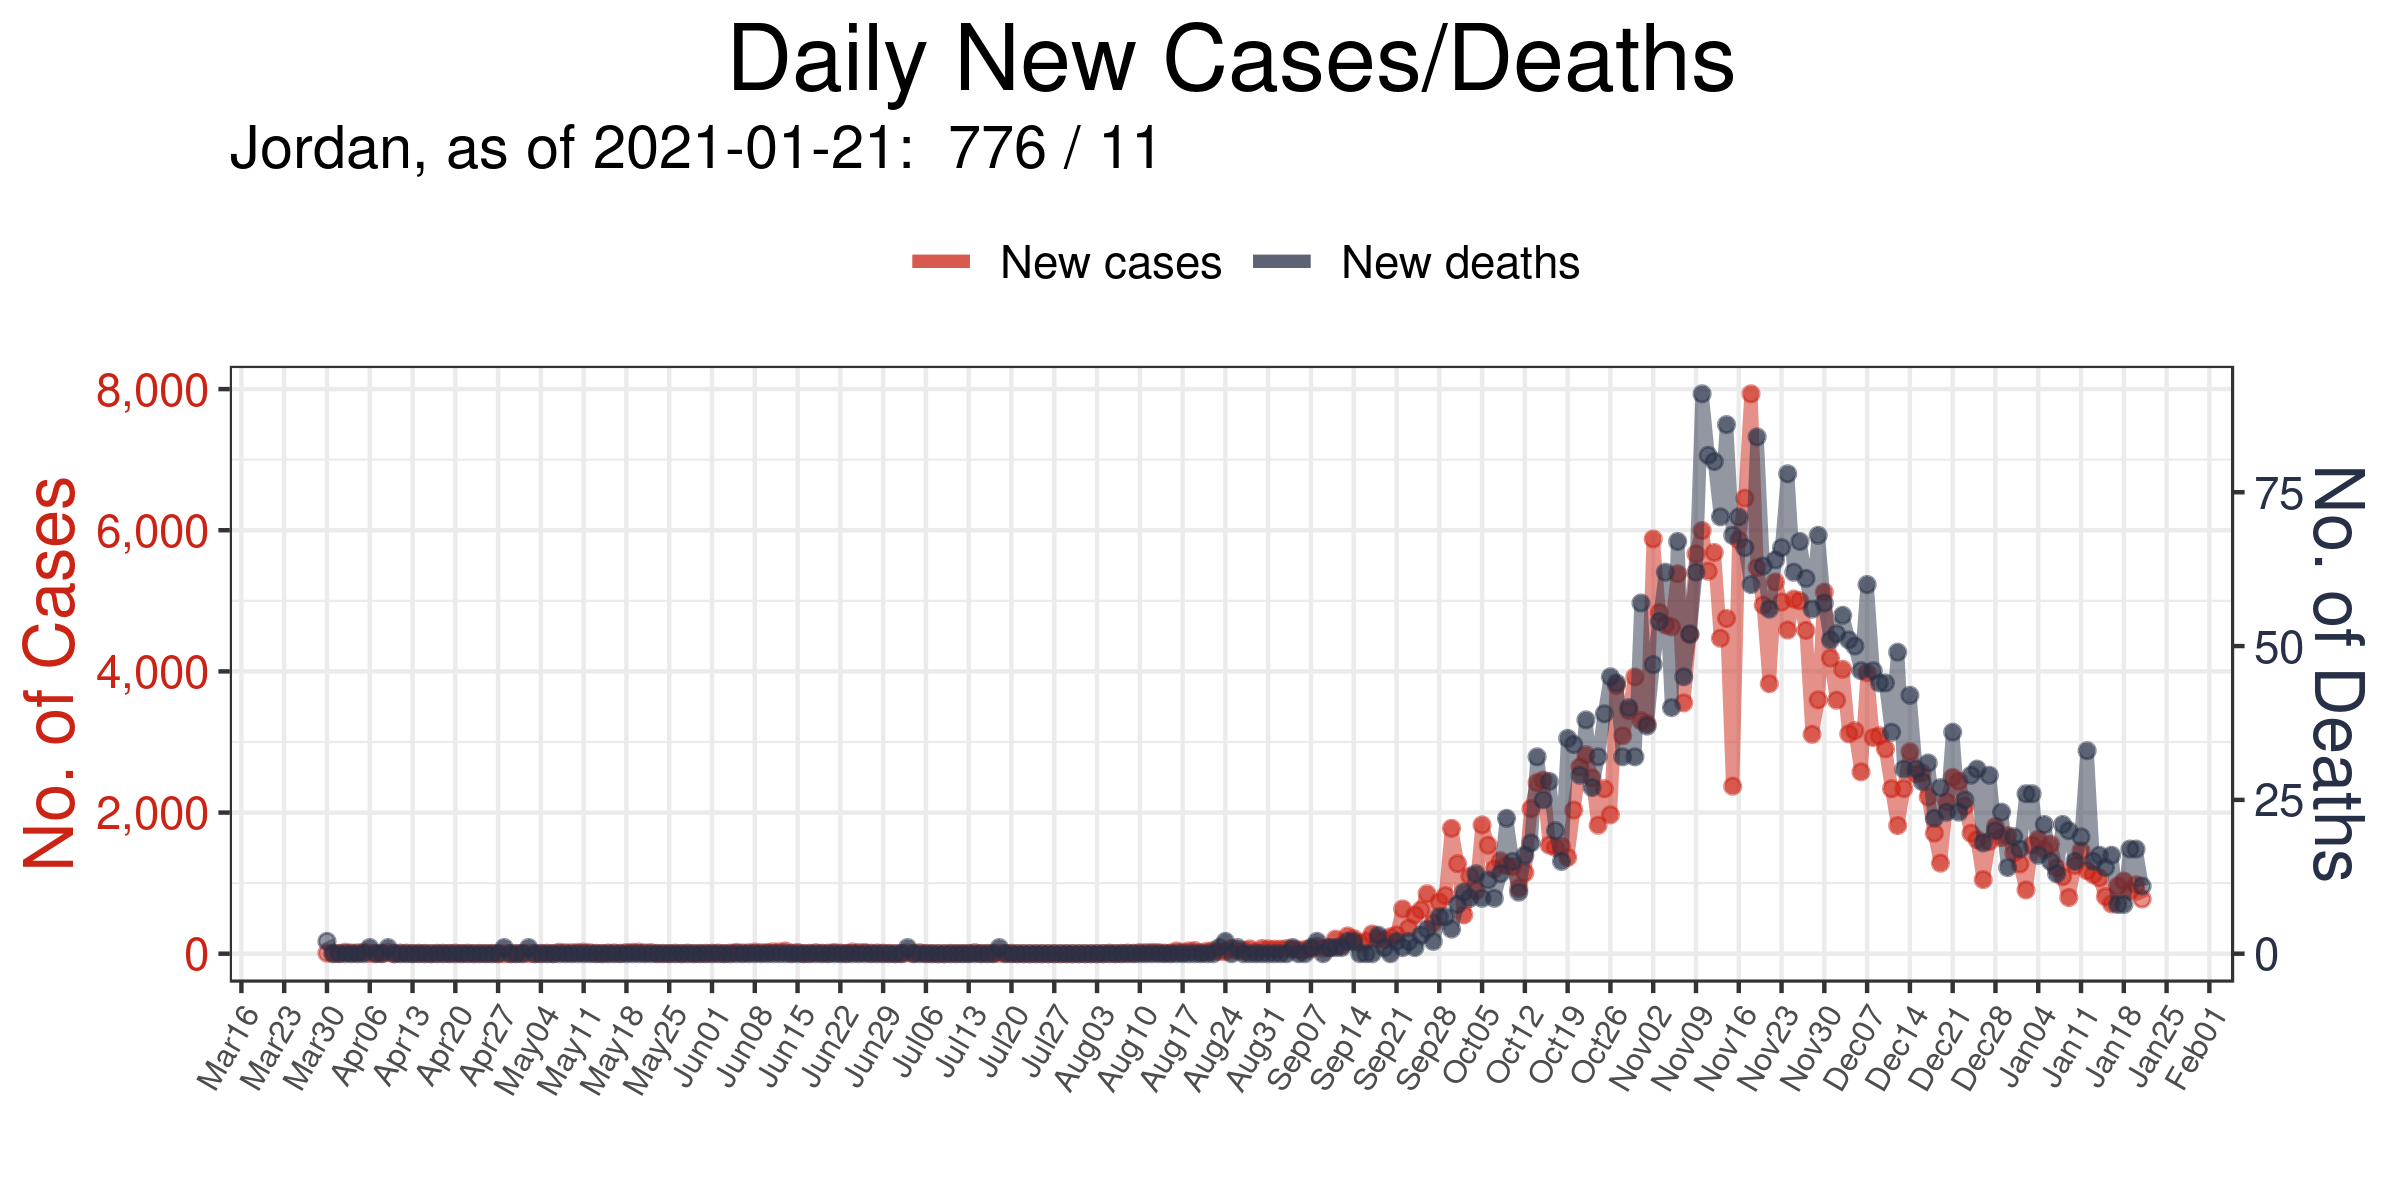 Daily New Cases/Deaths
Jordan, as of 2021-01-21:  776 / 11
New cases New deaths
No. of Cases
8,000
6,000
4,000
2,000
0
75
50
25
0
No. of Deaths
Mar16 Mar23 Mar30 Apr06 Apr13 Apr20 Apr27 May04 May11 May18 May25 Jun01 Jun08 Jun15 Jun22 Jun29 Jul06 Jul13 Jul20 Jul27 Aug03 Aug10 Aug17 Aug24 Aug31 Sep07 Sep14 Sep21 Sep28 Oct05 Oct12 Oct19 Oct26 Nov02 Nov09 Nov16 Nov23 Nov30 Dec07 Dec14 Dec21 Dec28 Jan04 Jan11 Jan18 Jan25 Feb01